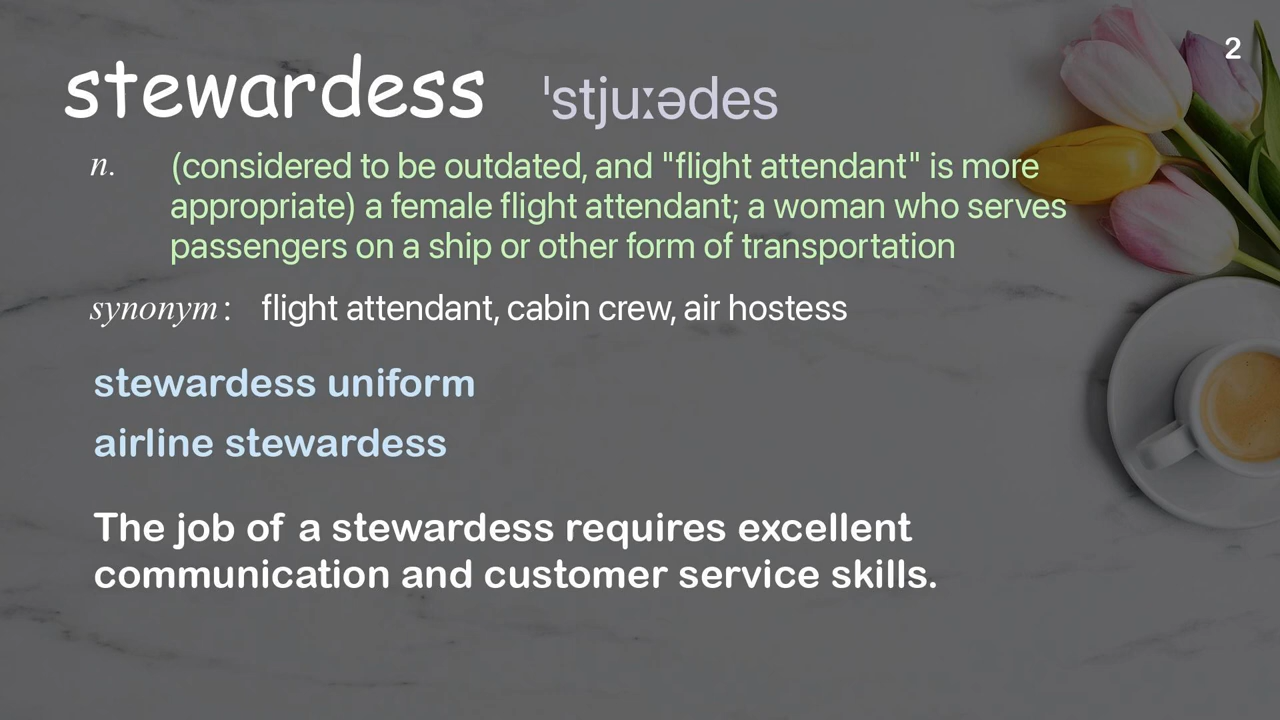 2
stewardess ˈstjuːədes
n. (considered to be outdated, and "flight attendant" is more
appropriate) a female flight attendant; a woman who serves
passengers on a ship or other form of transportation
synonym: flight attendant, cabin crew, air hostess
stewardess uniform
airline stewardess
The job of a stewardess requires excellent
communication and customer service skills.